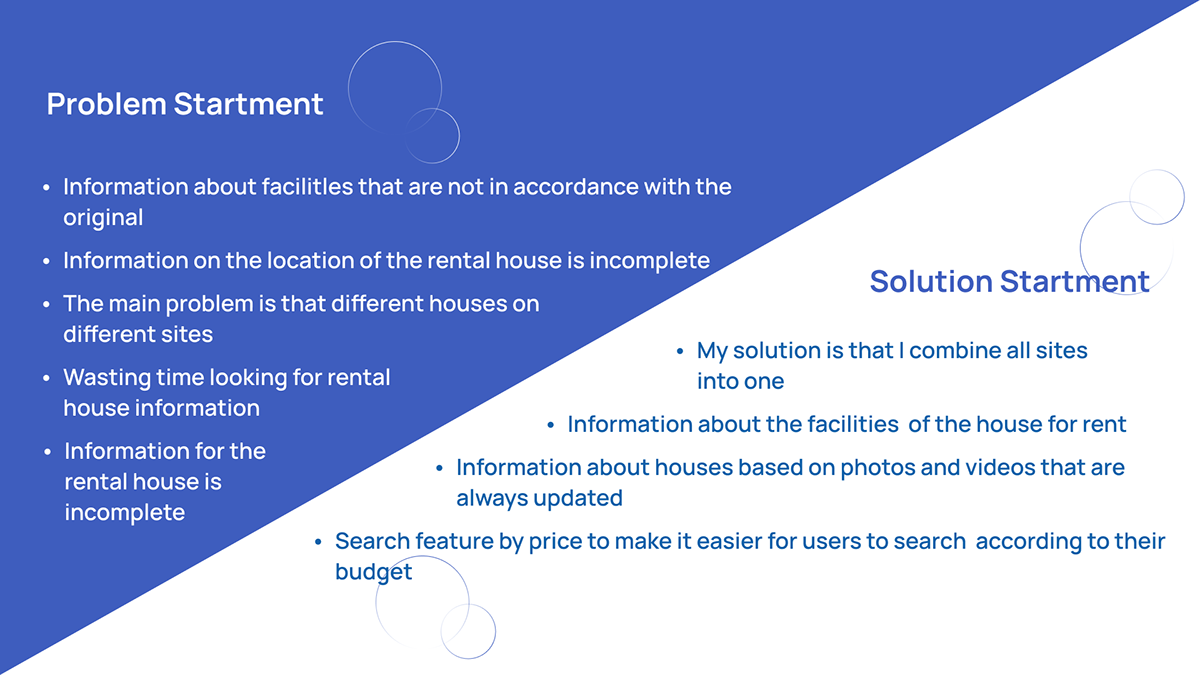 Problem Startment
• Information about facilitles that are not in accordance with the
original
• Information on the location of the rental house is incomplete
• The main problem is that different houses on
different sites
• Wasting time looking for rental
house information
• Information for the
rental house is
incomplete
Solution Startment
• My solution is that I combine all sites
into one
• Information about the facilities  of the house for rent
• Information about houses based on photos and videos that are
always updated
• Search feature by price to make it easier for users to search  according to their
budget